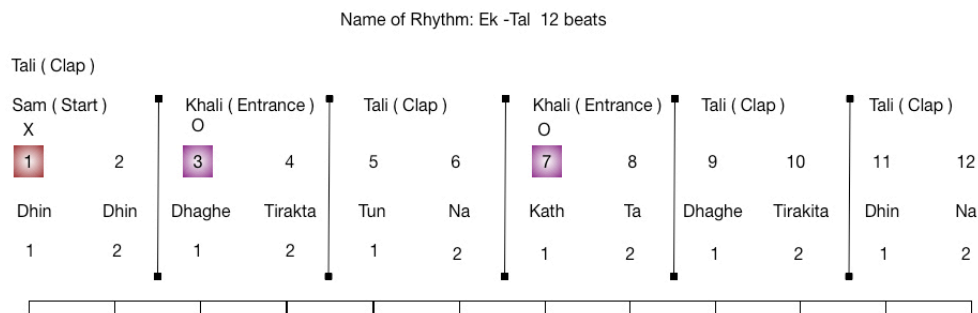 Name of Rhythm: Ek -Tal 12 beats
Tali ( Clap )
Sam ( Start ) Khali ( Entrance ) Tali ( Clap ) Khali ( Entrance ) Tali ( Clap ) Tali ( Clap )
X O O
1 2 3 4 5 6 7 8 9 10 11 12
Dhin Dhin Dhaghe Tirakta Tun Na Kath Ta Dhaghe Tirakita Dhin Na
1 2 1 2 1 2 1 2 1 2 1 2